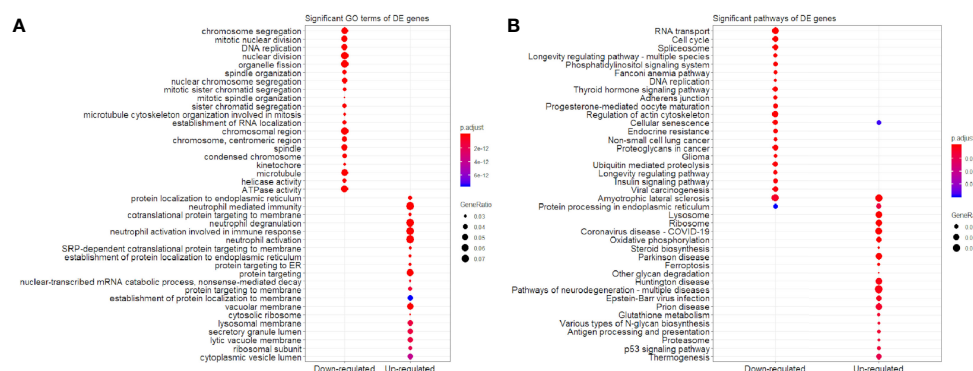 A
Significant GO terms of DE genes
chromosome segregation
mitotic nuclear division
DNA replication
nuclear division
organelle fission
spindle organization
nuclear chromosome segregation
mitotic sister chromatid segregation
mitotic spindle organization
sister chromatid segregation
microtubule cytoskeleton organization involved in mitosis
establishment of RNA localization
chromosomal region
chromosome, centromeric region
spindle
condensed chromosome
kinetochore
microtubule
helicase activity
ATPase activity
protein localization to endoplasmic reticulum
neutrophil mediated immunity
cotranslational protein targeting to membrane
neutrophil degranulation
neutrophil activation involved in immune response
neutrophil activation
SRP-dependent cotranslational protein targeting to membrane
establishment of protein localization to endoplasmic reticulum
protein targeting to ER
protein targeting
nuclear-transcribed mRNA catabolic process, nonsense-mediated decay
protein targeting to membrane
establishment of protein localization to membrane
vacuolar membrane
cytosolic ribosome
lysosomal membrane
secretory granule lumen
lytic vacuole membrane
ribosomal subunit
cytoplasmic vesicle lumen
Down-regulated Up-regulated
p.adjust
2e-12
4e-12
6e-12
GeneRatio
0.03
0.04
0.05
0.06
0.07
B
Significant pathways of DE genes
RNA transport
Cell cycle
Spliceosome
Longevity regulating pathway - multiple species
Phosphatidylinositol signaling system
Fanconi anemia pathway
DNA replication
Thyroid hormone signaling pathway
Adherens junction
Progesterone-mediated oocyte maturation
Regulation of actin cytoskeleton
Cellular senescence
Endocrine resistance
Non-small cell lung cancer
Proteoglycans in cancer
Glioma
Ubiquitin mediated proteolysis
Longevity regulating pathway
Insulin signaling pathway
Viral carcinogenesis
Amyotrophic lateral sclerosis
Protein processing in endoplasmic reticulum
Lysosome
Ribosome
Coronavirus disease - COVID-19
Oxidative phosphorylation
Steroid biosynthesis
Parkinson disease
Ferroptosis
Other glycan degradation
Huntington disease
Pathways of neurodegeneration - multiple diseases
Epstein-Barr virus infection
Prion disease
Glutathione metabolism
Various types of N-glycan biosynthesis
Antigen processing and presentation
Proteasome
p53 signaling pathway
Thermogenesis
Down-regulated Up-regulated
p.adjus
0.0
0.0
0.0
GeneRa
0.0
0.0
0.0